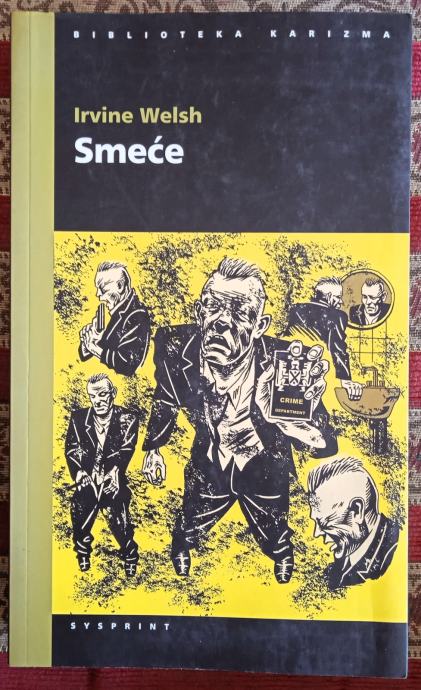 BIBLIOTEKA KARIZMA
Irvine Welsh
Smeće
CRIME
DEPARTMENT
SYSPRINT